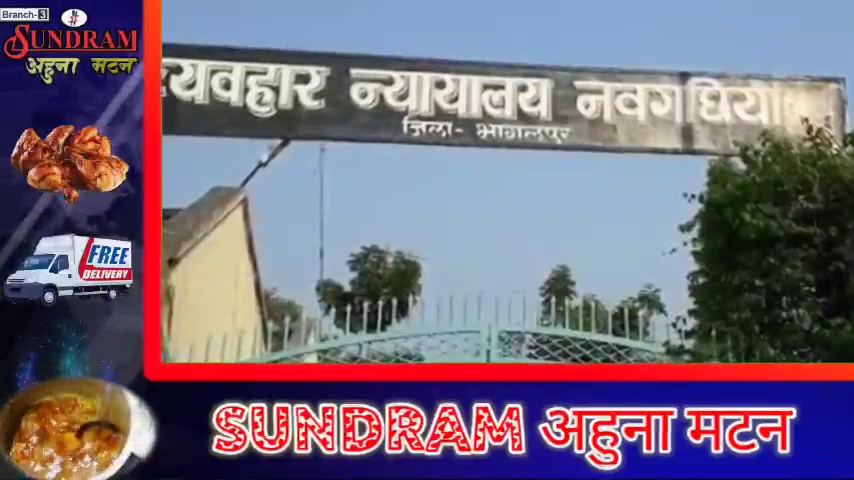 Branch-3
SUNDRAM
अहुना मटन
व्यवहार न्यायालय नवगछिया
जिला- भागलपुर
FREE
DELIVERY
SUNDRAM अहुना मटन